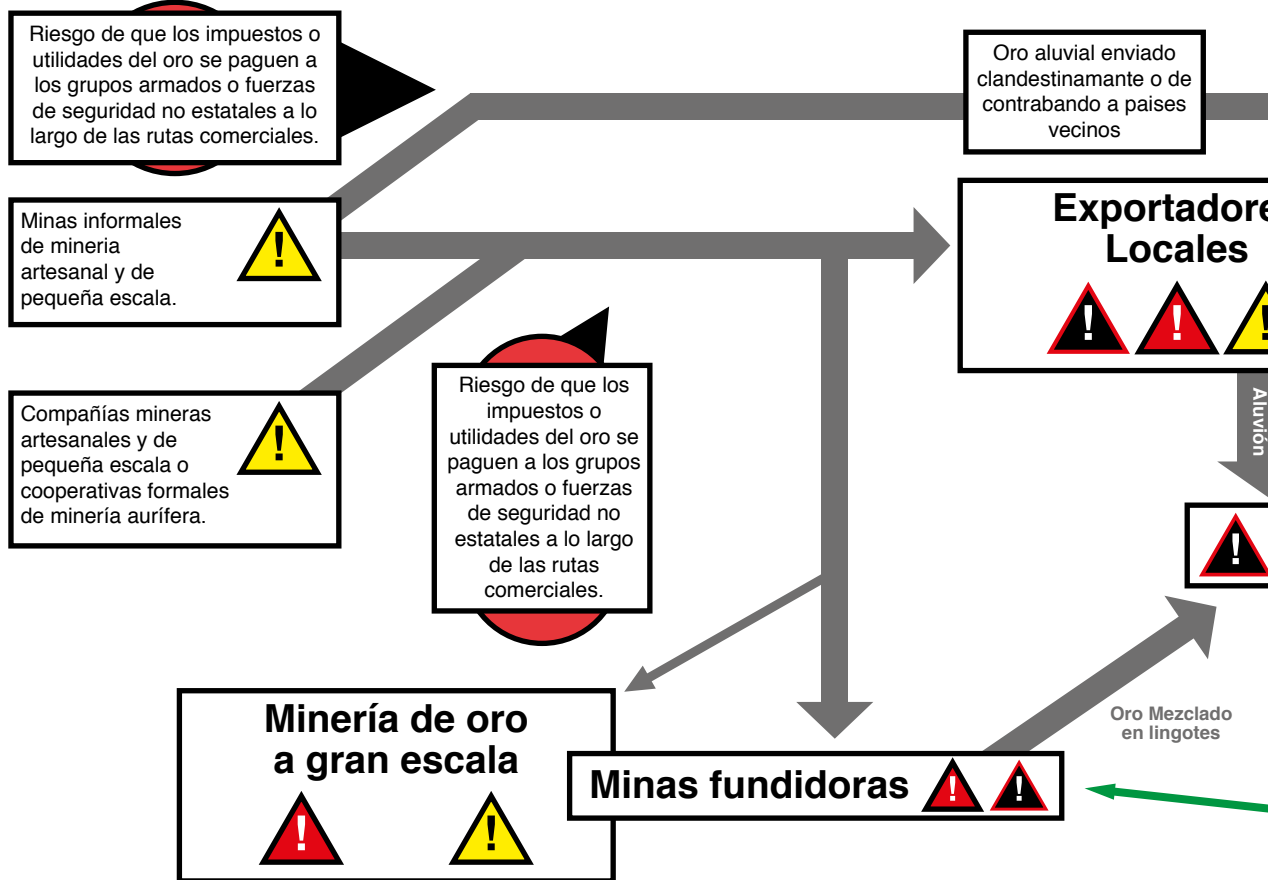 Riesgo de que los impuestos o
utilidades del oro se paguen a
los grupos armados o fuerzas
de seguridad no estatales a lo
largo de las rutas comerciales.
Oro aluvial enviado
clandestinamante o de
contrabando a paises
vecinos
Minas informales
de mineria
artesanal y de
pequeña escala.
!
Exportadore
Locales
! ! !
Compañías mineras
artesanales y de
pequeña escala o
cooperativas formales
de minería aurífera.
!
Riesgo de que los
impuestos o
utilidades del oro se
paguen a los grupos
armados o fuerzas
de seguridad no
estatales a lo largo
de las rutas
comerciales.
Aluvión
!
Minería de oro
a gran escala
! !
Oro Mezclado
en lingotes
Minas fundidoras ! !